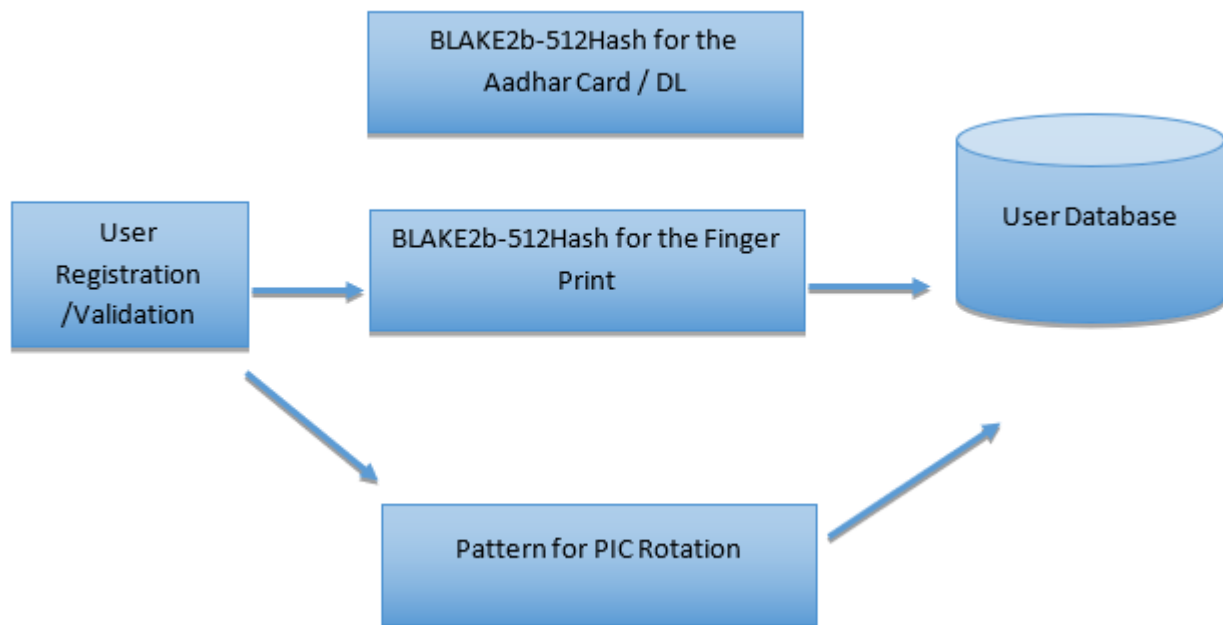 BLAKE2b-512Hash for the
Aadhar Card / DL
User
Registration
/Validation
BLAKE2b-512Hash for the Finger
Print
User Database
Pattern for PIC Rotation